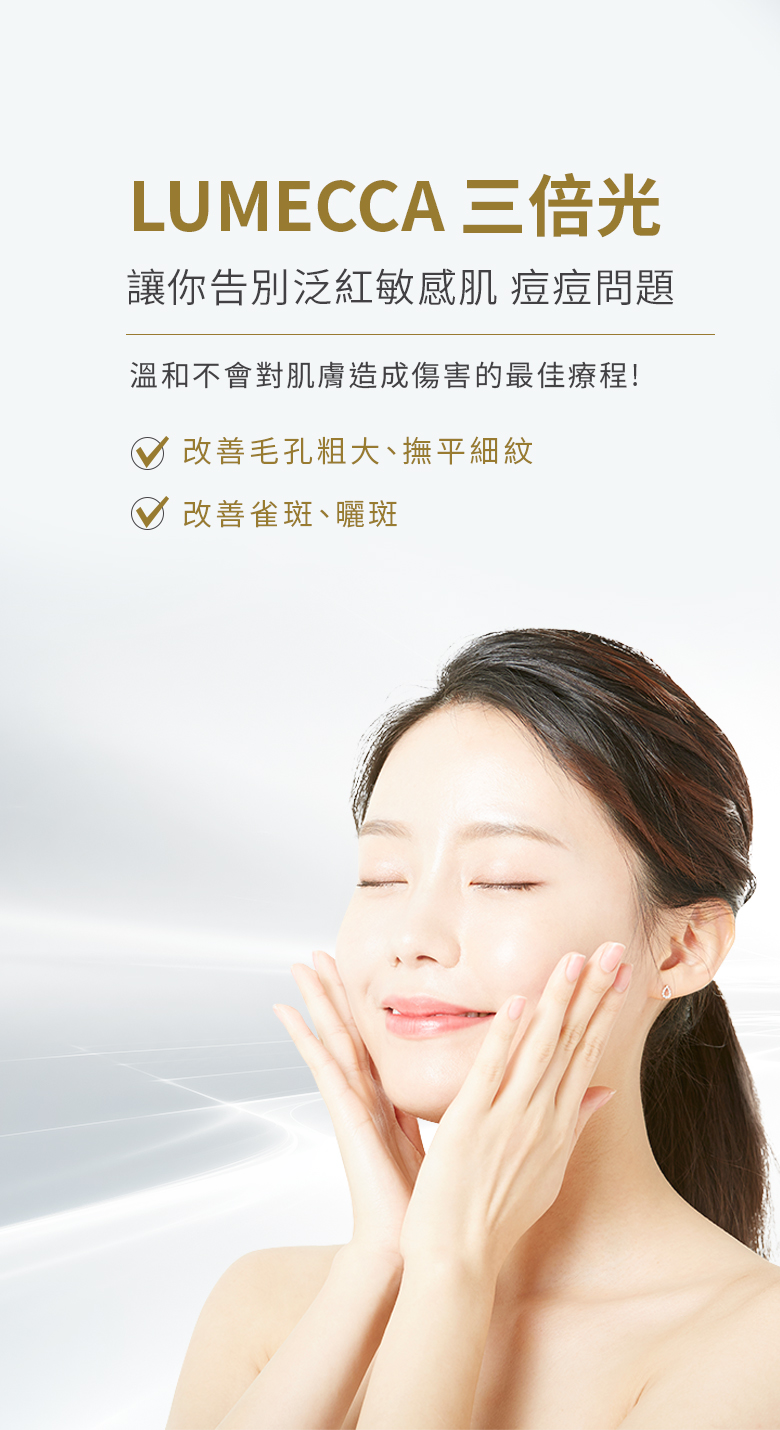 LUMECCA 三倍光
讓你告別泛紅敏感肌 痘痘問題
溫和不會對肌膚造成傷害的最佳療程!
改善毛孔粗大、撫平細紋
改善雀斑、曬斑